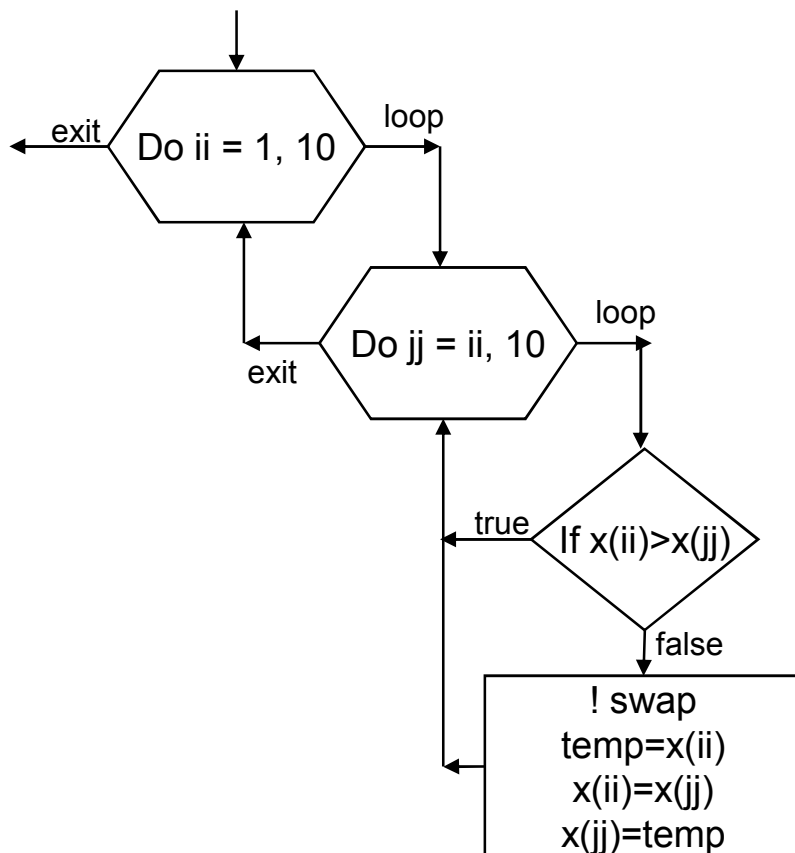 exit
Do ii = 1, 10
loop
exit
Do jj = ii, 10
loop
true
If x(ii)>x(jj)
false
! swap
temp=x(ii)
x(ii)=x(jj)
x(jj)=temp